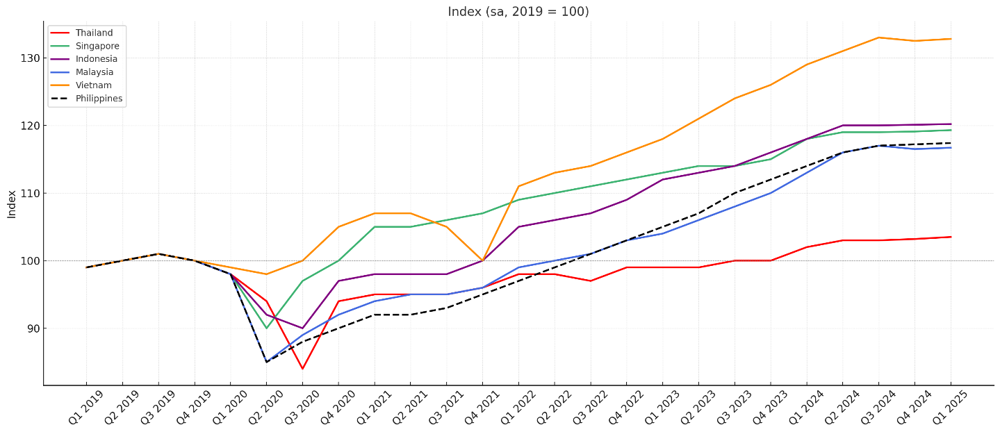 Index (sa, 2019 = 100)
Thailand
Singapore
Indonesia
Malaysia
Vietnam
Philippines
Index
130
120
110
100
90
Q1 2019
Q2 2019
Q3 2019
Q4 2019
Q1 2020
Q2 2020
Q3 2020
Q4 2020
Q1 2021
Q2 2021
Q3 2021
Q4 2021
Q1 2022
Q2 2022
Q3 2022
Q4 2022
Q1 2023
Q2 2023
Q3 2023
Q4 2023
Q1 2024
Q2 2024
Q3 2024
Q4 2024
Q1 2025